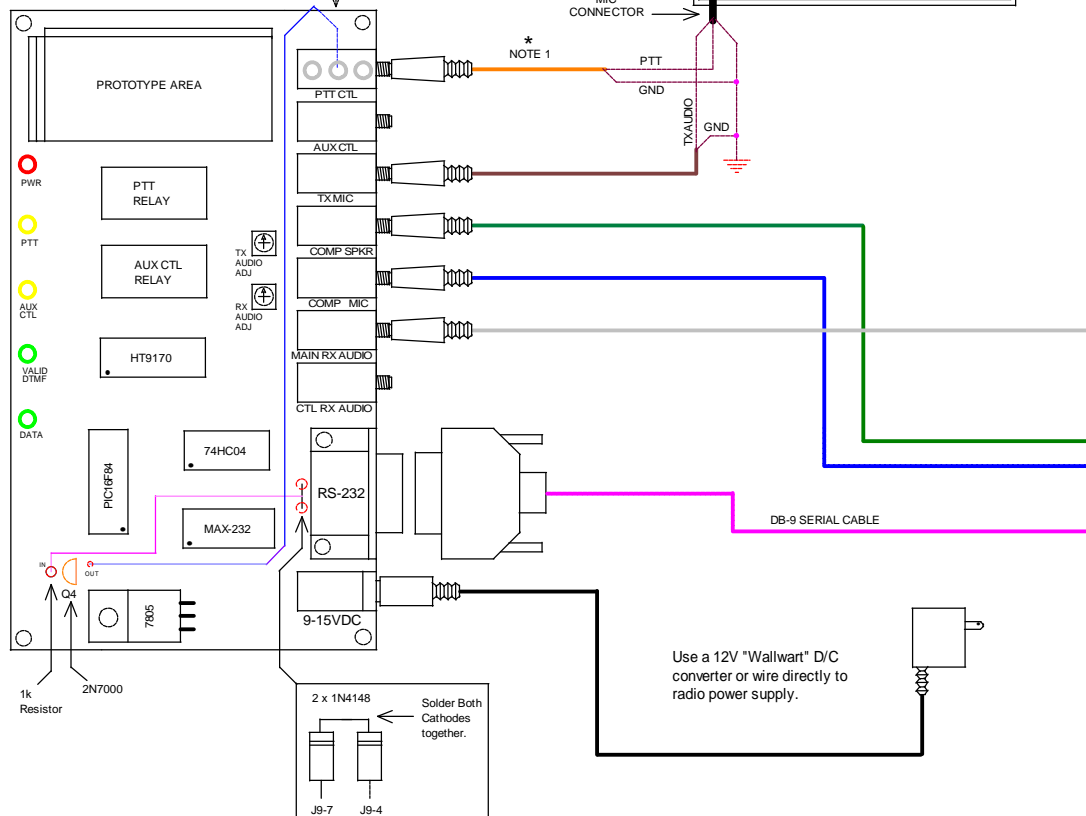 MIC
CONNECTOR
*
NOTE 1
PTT
GND
TXAUDIO
GND
PROTOTYPE AREA
PTT CTL
AUX CTL
TX MIC
COMP SPKR
COMP MIC
MAIN RX AUDIO
CTL RX AUDIO
PWR
PTT
AUX
CTL
VALID
DTMF
DATA
PTT
RELAY
AUX CTL
RELAY
TX
AUDIO
ADJ
RX
AUDIO
ADJ
HT9170
74HC04
PIC16F84
MAX-232
RS-232
DB-9 SERIAL CABLE
IN
OUT
Q4
7805
9-15VDC
1k
Resistor
2N7000
Use a 12V "Wallwart" D/C
converter or wire directly to
radio power supply.
2 x 1N4148
Solder Both
Cathodes
together.
J9-7
J9-4